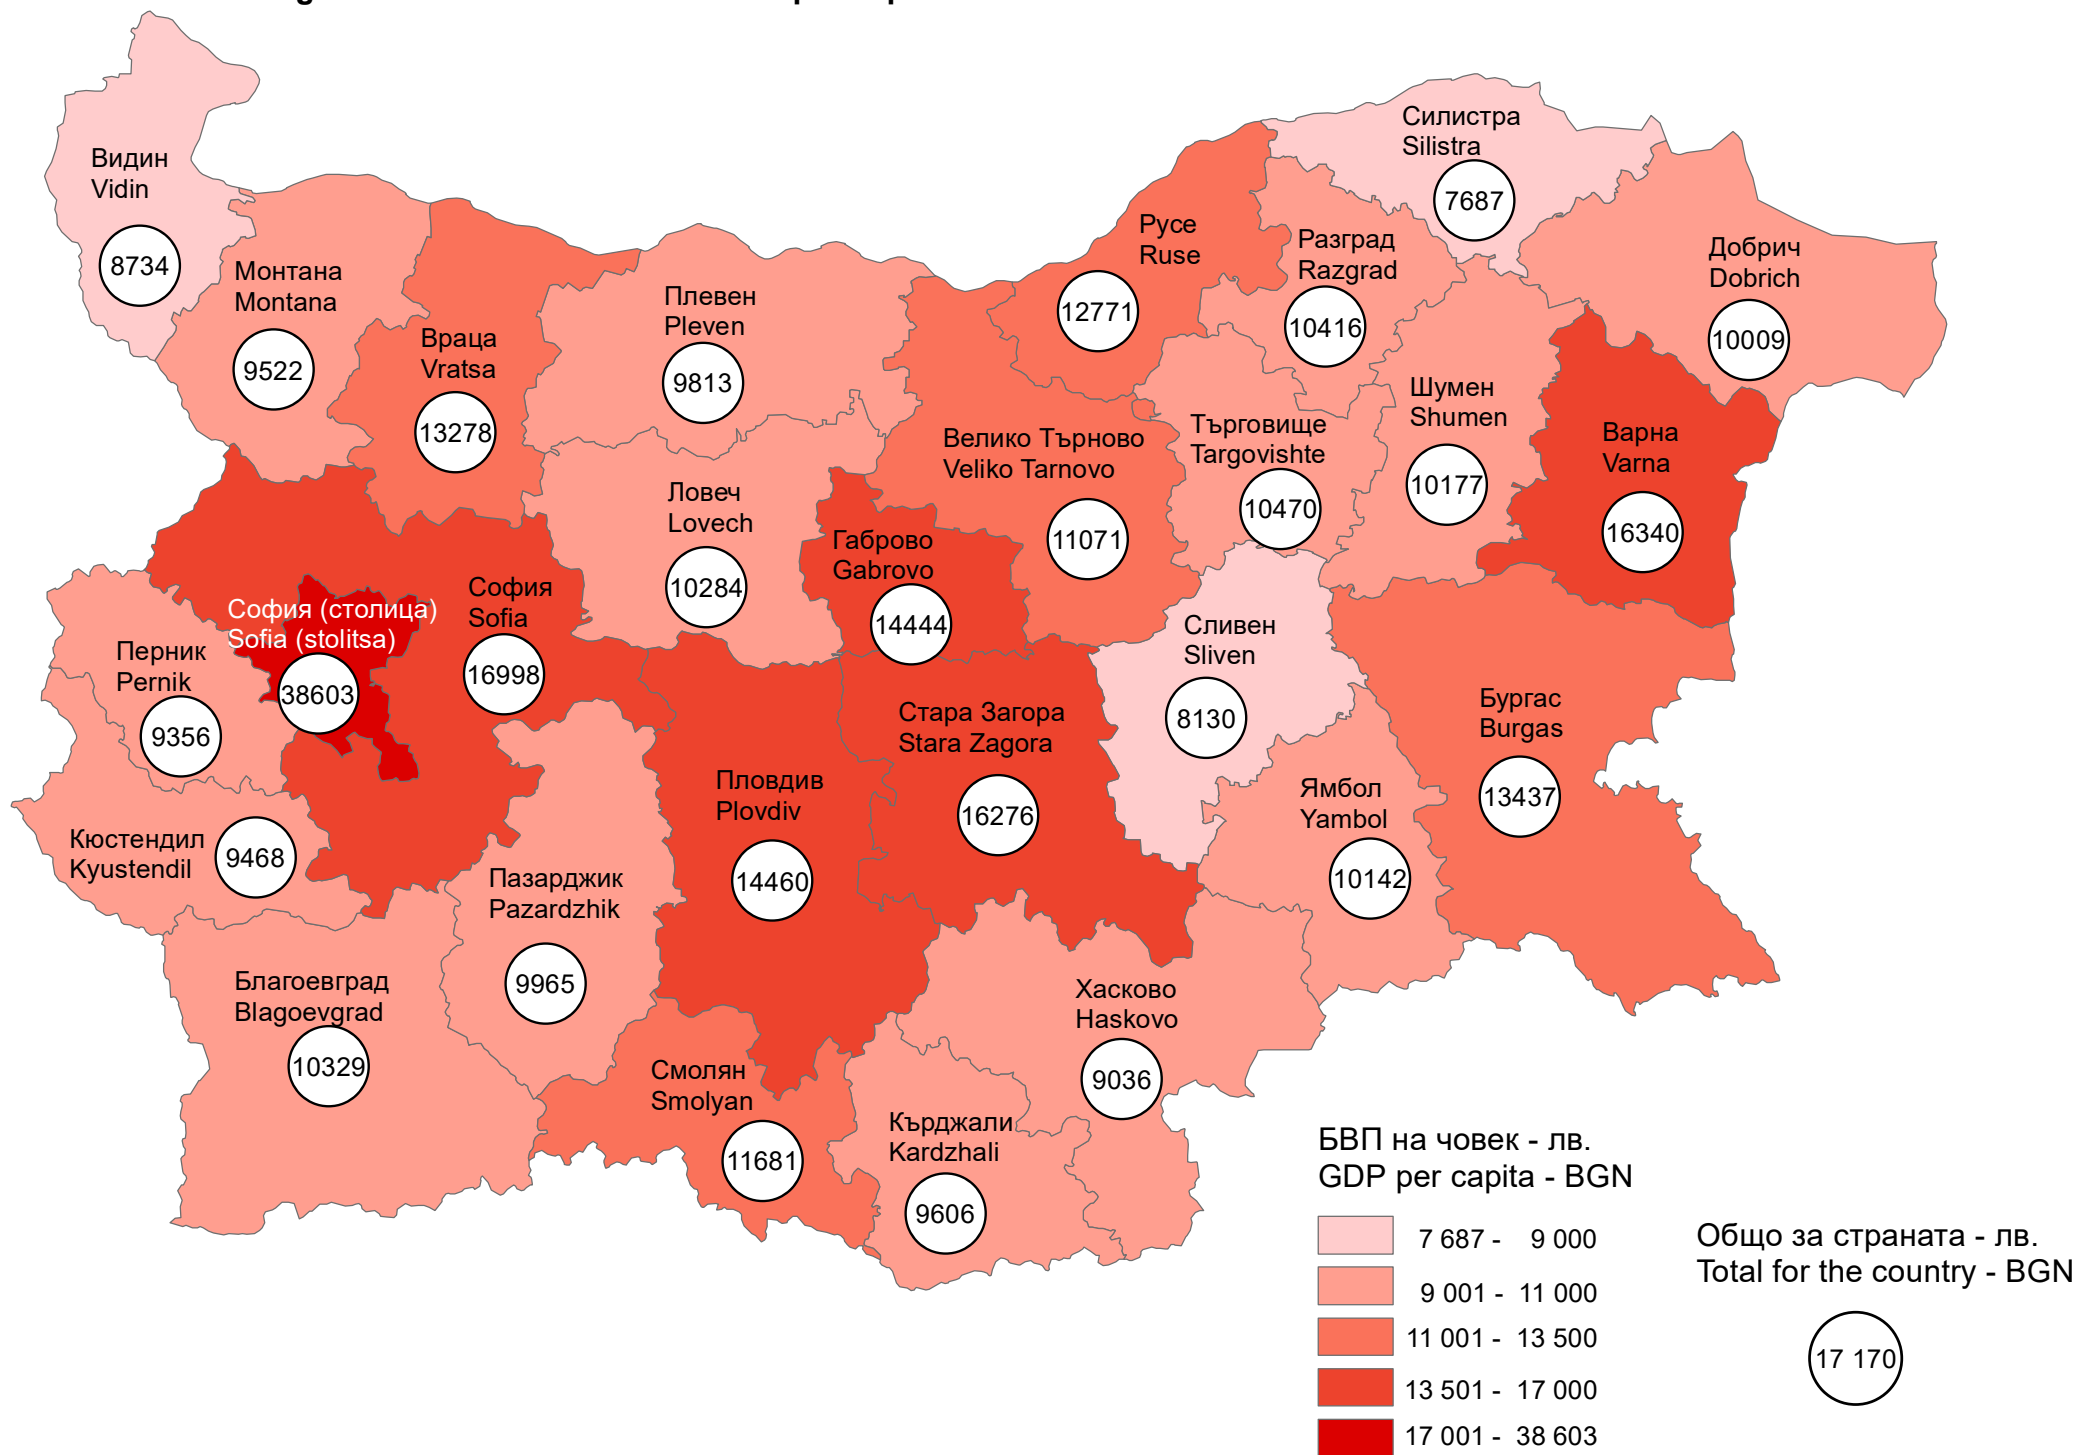 Видин
Vidin
8734
Монтана
Montana
9522
Враца
Vratsa
13278
Плевен
Pleven
9813
Русе
Ruse
12771
Силистра
Silistra
7687
Разград
Razgrad
10416
Добрич
Dobrich
10009
Шумен
Shumen
10177
Варна
Varna
16340
Търговище
Targovishte
10470
Велико Търново
Veliko Tarnovo
11071
Ловеч
Lovech
10284
Габрово
Gabrovo
14444
София (столица)
Sofia (stolitsa)
38603
София
Sofia
16998
Перник
Pernik
9356
Кюстендил
Kyustendil
9468
Благоевград
Blagoevgrad
10329
Пазарджик
Pazardzhik
9965
Пловдив
Plovdiv
14460
Стара Загора
Stara Zagora
16276
Сливен
Sliven
8130
Ямбол
Yambol
10142
Бургас
Burgas
13437
Хасково
Haskovo
9036
Смолян
Smolyan
11681
Кърджали
Kardzhali
9606
БВП на човек - лв.
GDP per capita - BGN
7 687 - 9 000
9 001 - 11 000
11 001 - 13 500
13 501 - 17 000
17 001 - 38 603
Общо за страната - лв.
Total for the country - BGN
17 170